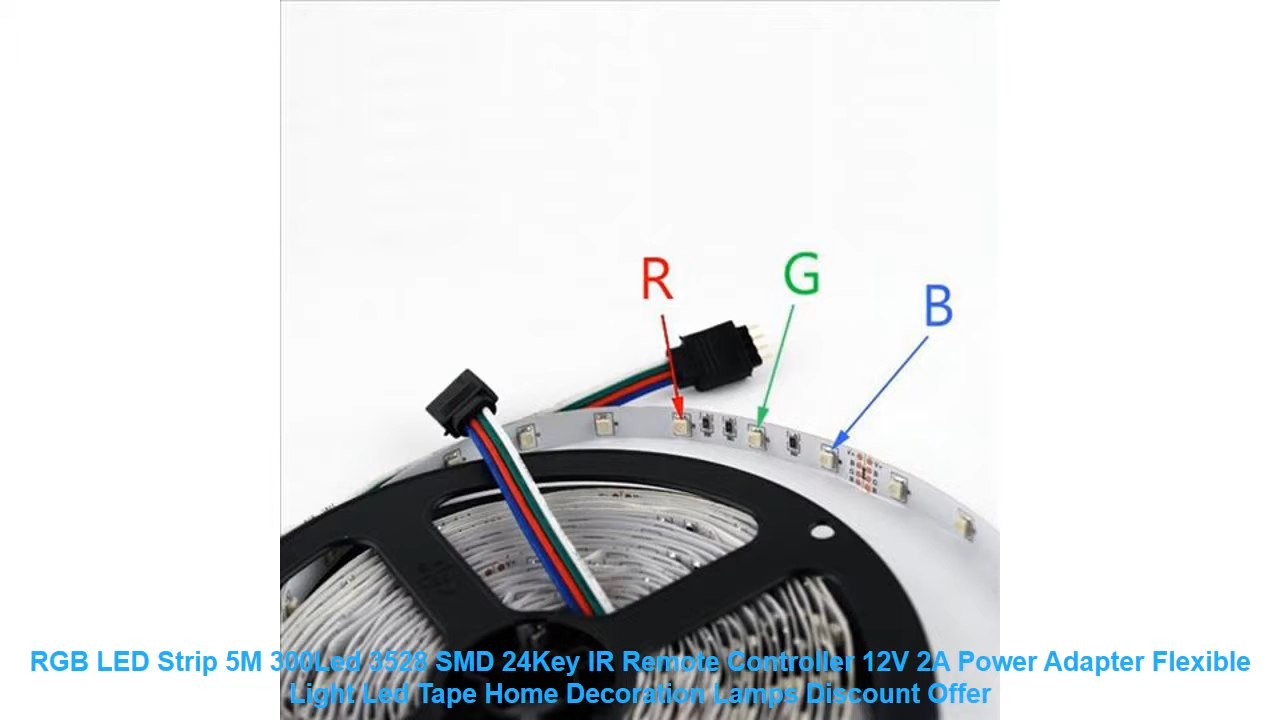 R
G
B
RGB LED Strip 5M 300Led 3528 SMD 24Key IR Remote Controller 12V 2A Power Adapter Flexible
Light Led Tape Home Decoration Lamps Discount Offer